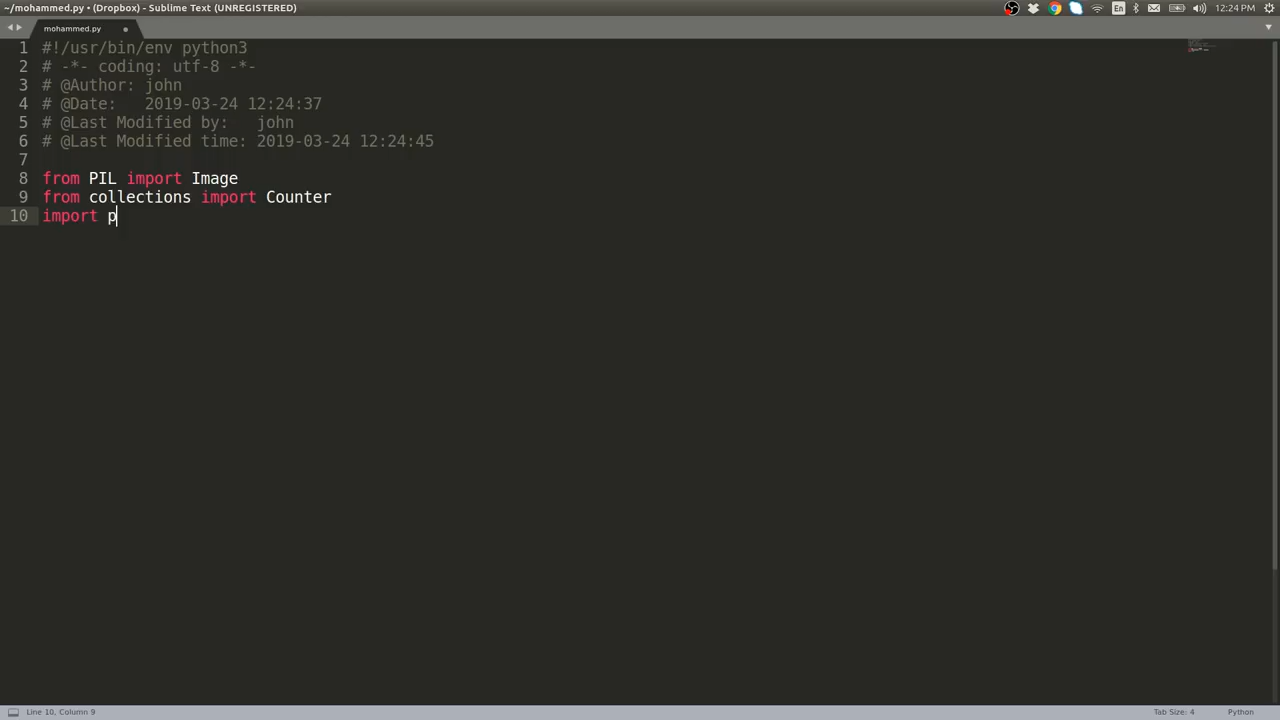 ~/mohammed.py • (Dropbox) - Sublime Text (UNREGISTERED)
En 12:24 PM
mohammed.py
1 #!/usr/bin/env python3
2 # -*- coding: utf-8 -*-
3 # @Author: john
4 # @Date:   2019-03-24 12:24:37
5 # @Last Modified by:   john
6 # @Last Modified time: 2019-03-24 12:24:45
7
8 from PIL import Image
9 from collections import Counter
10 import p
Line 10, Column 9
Tab Size: 4 Python